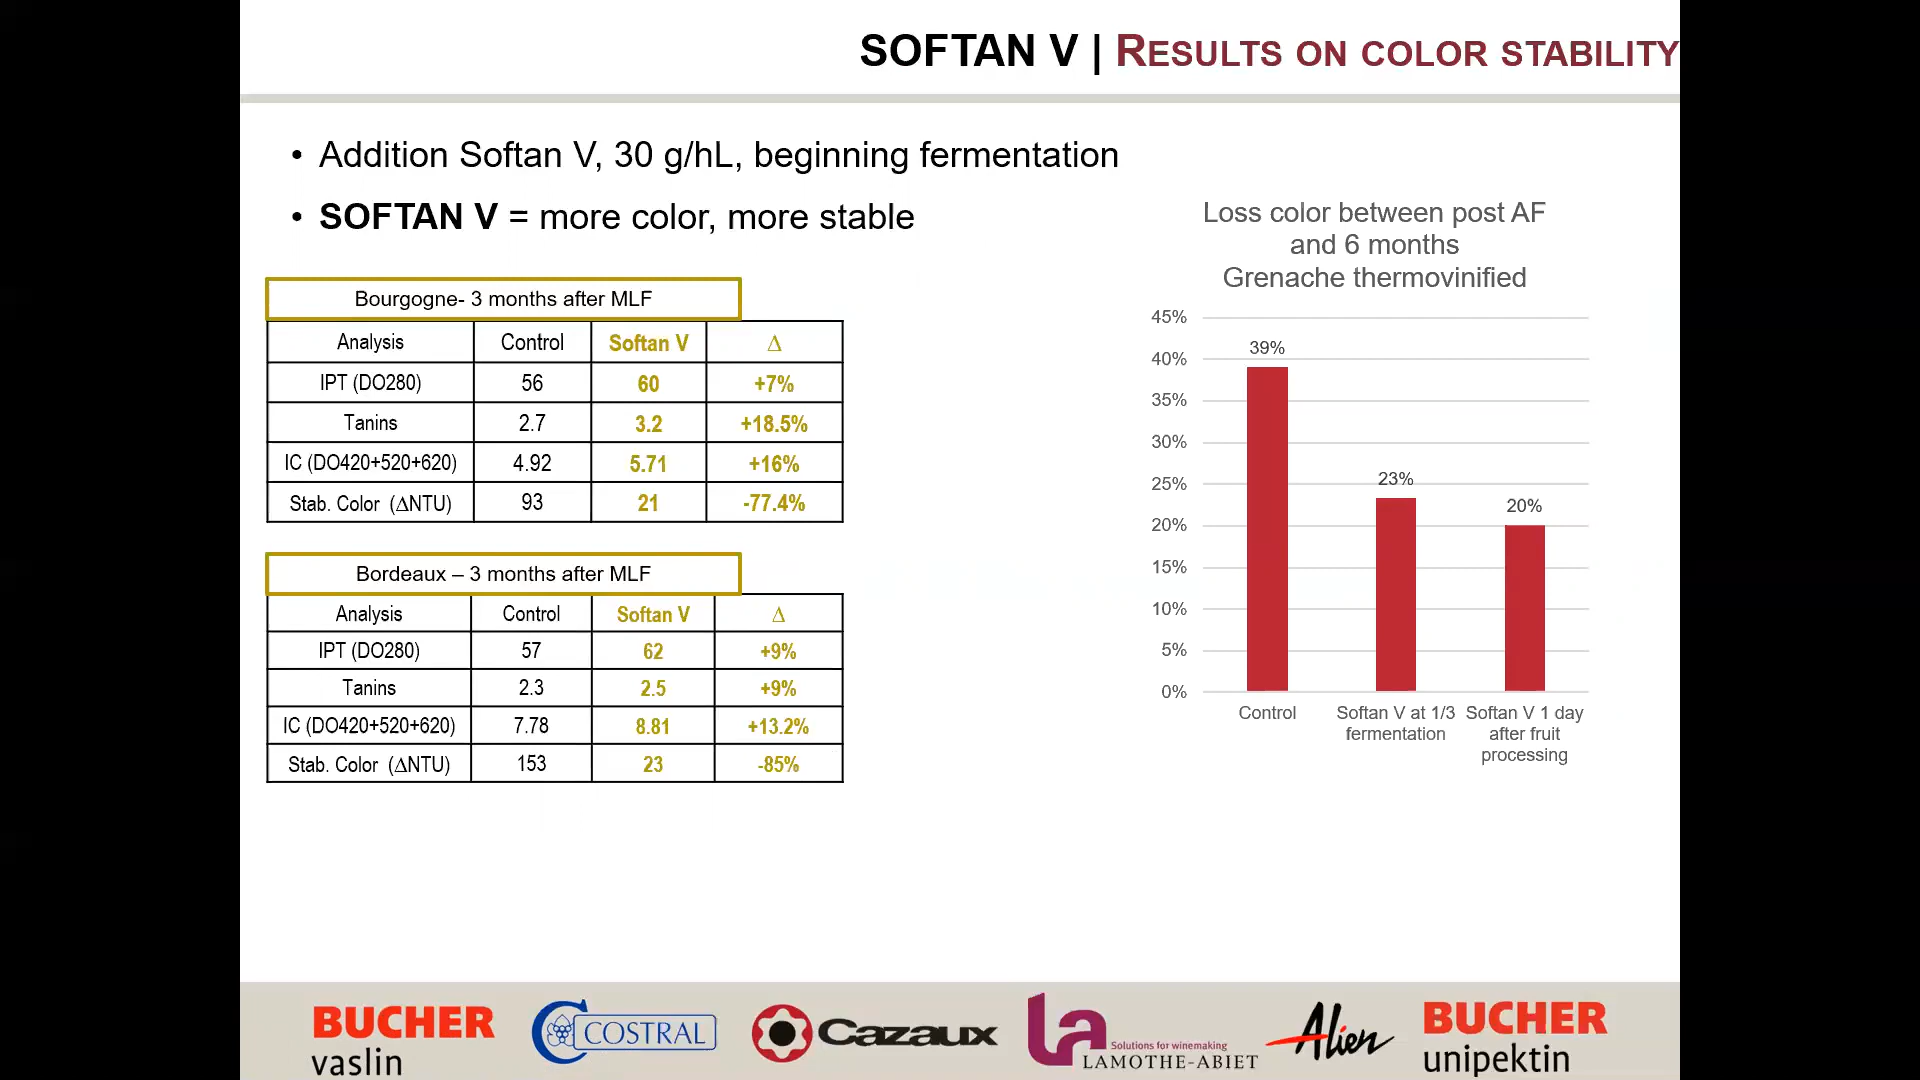 SOFTAN V | RESULTS ON COLOR STABILITY
• Addition Softan V, 30 g/hL, beginning fermentation
• SOFTAN V = more color, more stable
Bourgogne- 3 months after MLF
Analysis Control Softan V Δ
IPT (DO280) 56 60 +7%
Tanins 2.7 3.2 +18.5%
IC (DO420+520+620) 4.92 5.71 +16%
Stab. Color (ΔNTU) 93 21 -77.4%
Bordeaux – 3 months after MLF
Analysis Control Softan V Δ
IPT (DO280) 57 62 +9%
Tanins 2.3 2.5 +9%
IC (DO420+520+620) 7.78 8.81 +13.2%
Stab. Color (ΔNTU) 153 23 -85%
Loss color between post AF
and 6 months
Grenache thermovinified
45%
40%
35%
30%
25%
20%
15%
10%
5%
0%
39%
23%
20%
Control
Softan V at 1/3
fermentation
Softan V 1 day
after fruit
processing
BUCHER
vaslin
COSTRAL
Cazaux
La
Solutions for winemaking
LAMOTHE-ABIET
Alien
BUCHER
unipektin